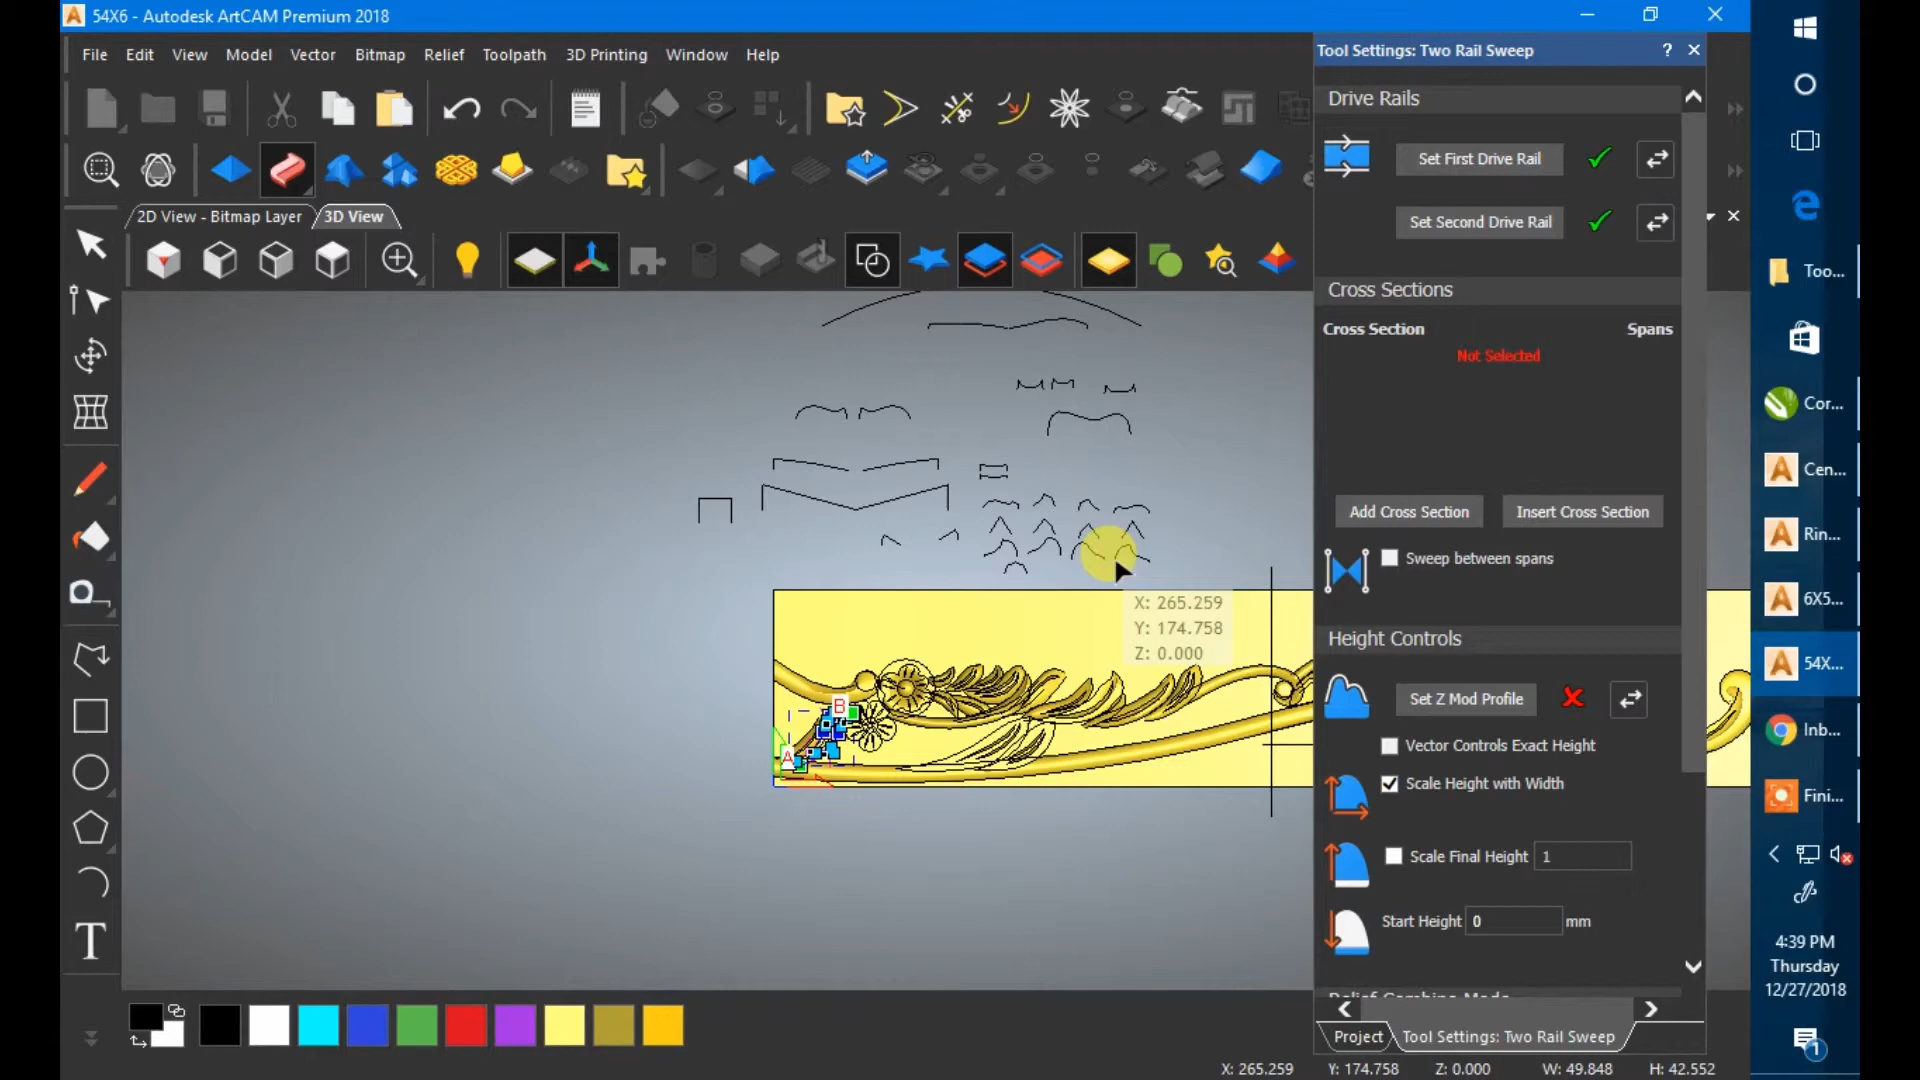 54X6 - Autodesk ArtCAM Premium 2018
File Edit View Model Vector Bitmap Relief Toolpath 3D Printing Window Help
2D View - Bitmap Layer 3D View
Tool Settings: Two Rail Sweep ?
Drive Rails
Set First Drive Rail
Set Second Drive Rail
Cross Sections
Cross Section Spans
Not Selected
Add Cross Section Insert Cross Section
Sweep between spans
Height Controls
Set Z Mod Profile
Vector Controls Exact Height
Scale Height with Width
Scale Final Height 1
Start Height 0 mm
Relief Combine Mode
Project Tool Settings: Two Rail Sweep
X: 265.259
Y: 174.758
Z: 0.000
B
A
T
X: 265.259 Y: 174.758 Z: 0.000 W: 49.848 H: 42.552
Too...
Cor...
Cen...
Rin...
6X5...
54X...
Inb...
Fini...
4:39 PM
Thursday
12/27/2018
1